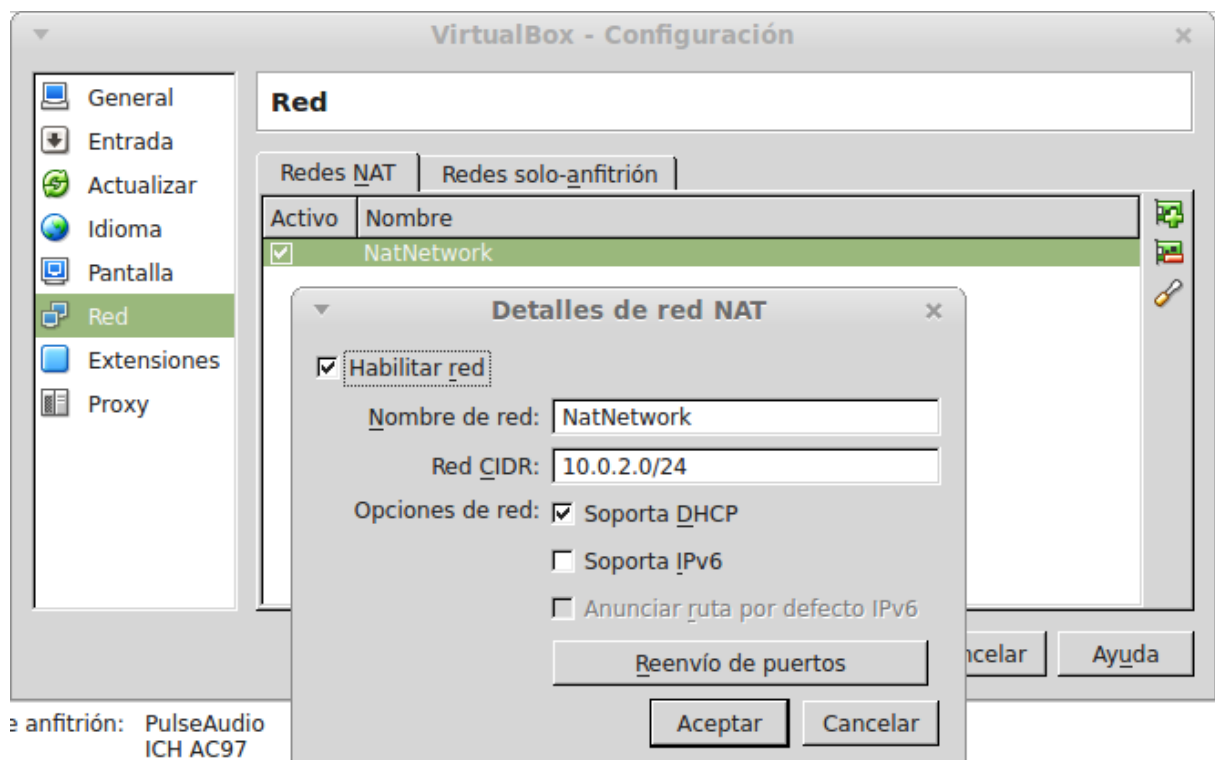 VirtualBox - Configuración
General
Entrada
Actualizar
Idioma
Pantalla
Red
Extensiones
Proxy
Red
Redes NAT
Redes solo-anfitrión
Activo Nombre
NatNetwork
Detalles de red NAT
Habilitar red
Nombre de red: NatNetwork
Red CIDR: 10.0.2.0/24
Opciones de red: Soporta DHCP
Soporta IPv6
Anunciar ruta por defecto IPv6
Reenvío de puertos
Aceptar Cancelar
ncelar Ayuda
e anfitrión: PulseAudio
ICH AC97